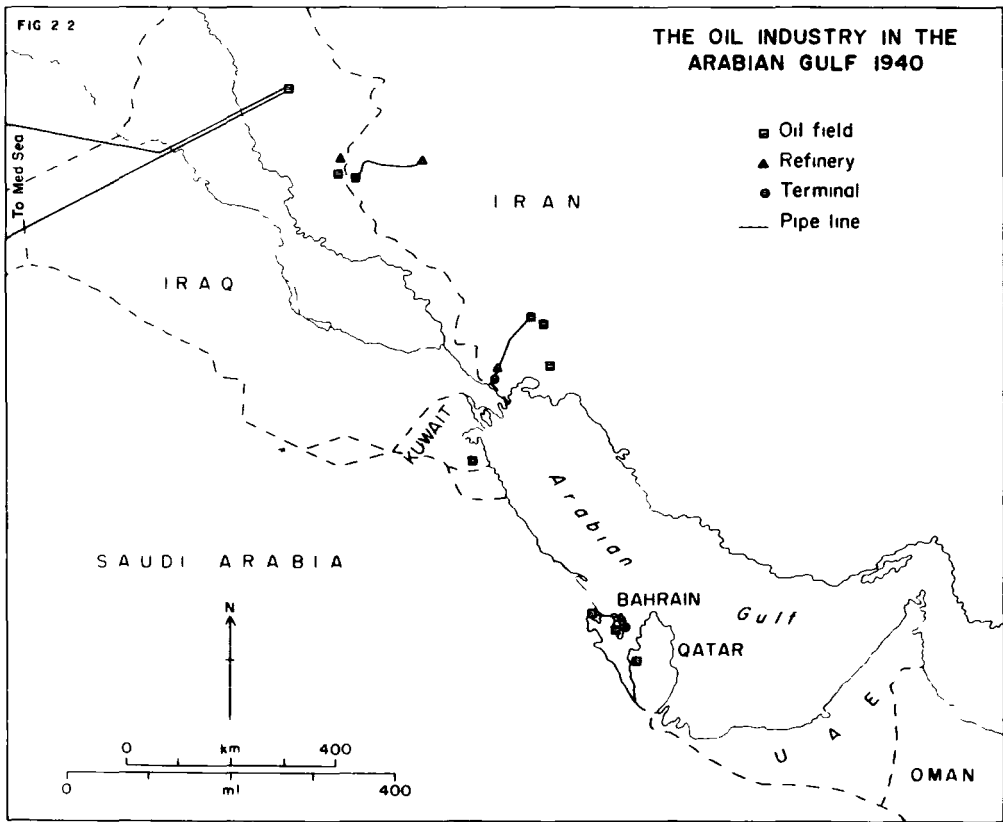 FIG 2 2
THE OIL INDUSTRY IN THE
ARABIAN GULF 1940
Oil field
Refinery
Terminal
Pipe line
To Med Sea
IRAN
IRAQ
KUWAIT
Arabian
Gulf
SAUDI ARABIA
N
BAHRAIN
QATAR
UAE
OMAN
0 km 400
0 ml 400